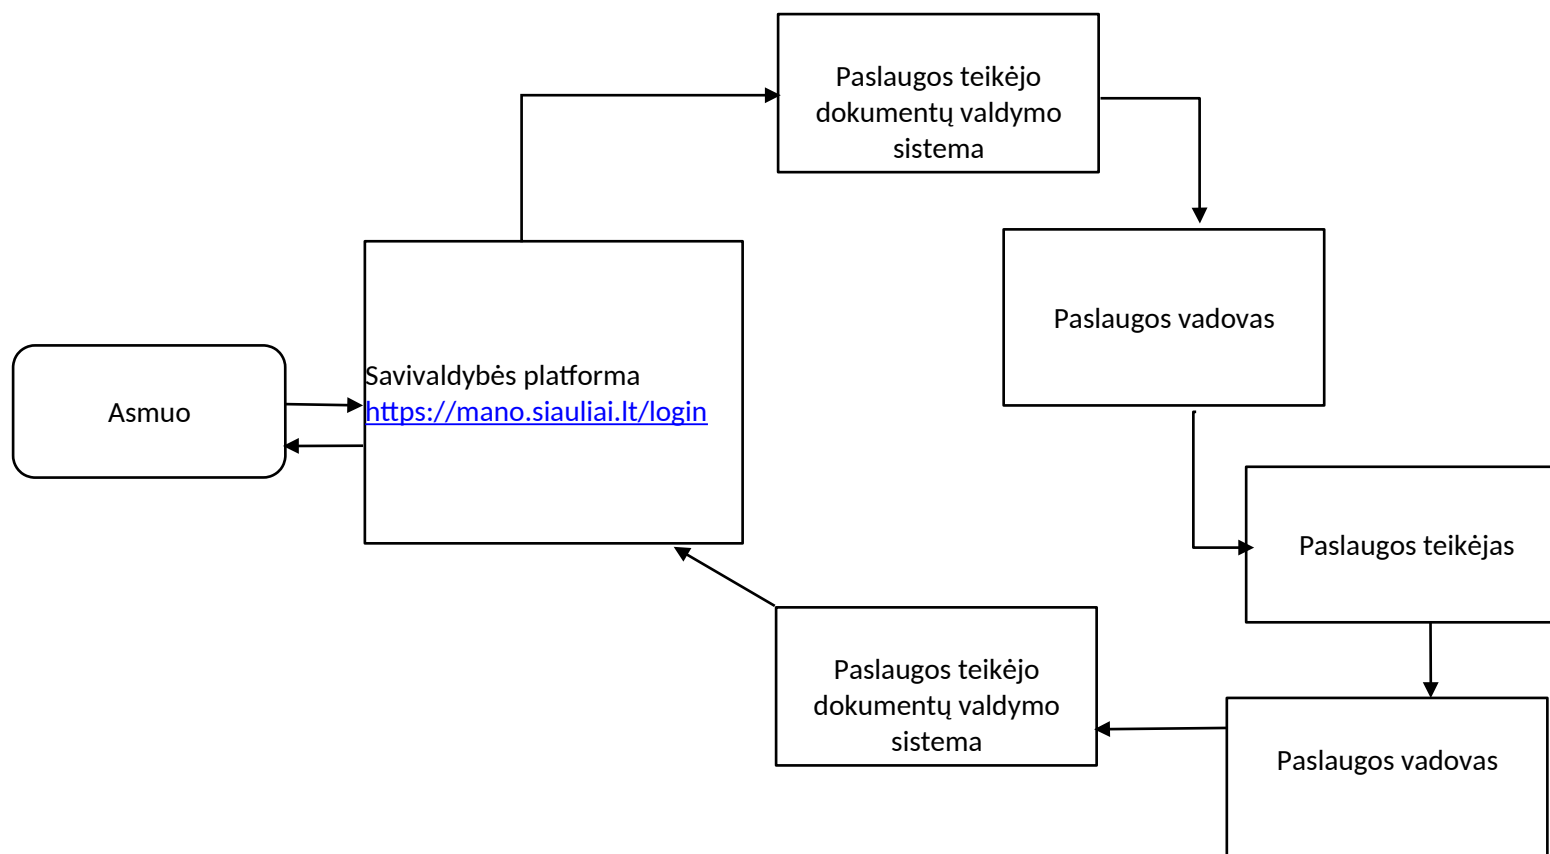 Paslaugos teikėjo
dokumentų valdymo
sistema
Paslaugos vadovas
Savivaldybės platforma
https://mano.siauliai.lt/login
Asmuo
Paslaugos teikėjas
Paslaugos teikėjo
dokumentų valdymo
sistema
Paslaugos vadovas